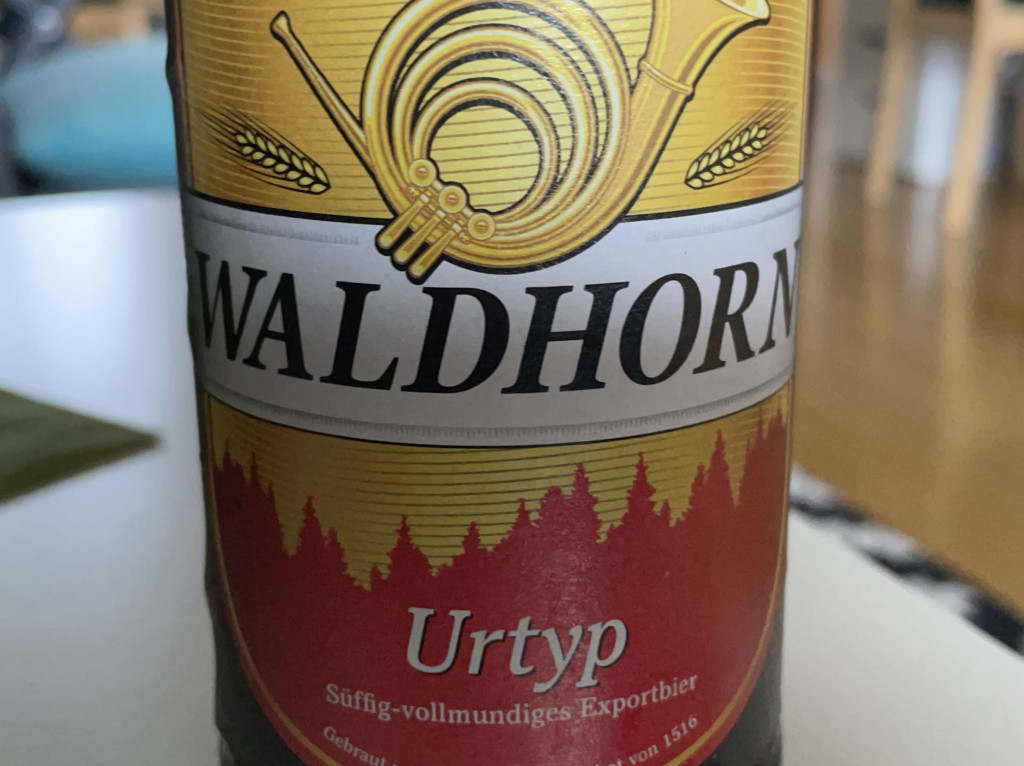 WALDHORN
Urtyp
Süffig-vollmundiges Exportbier
Gebraut von 1516